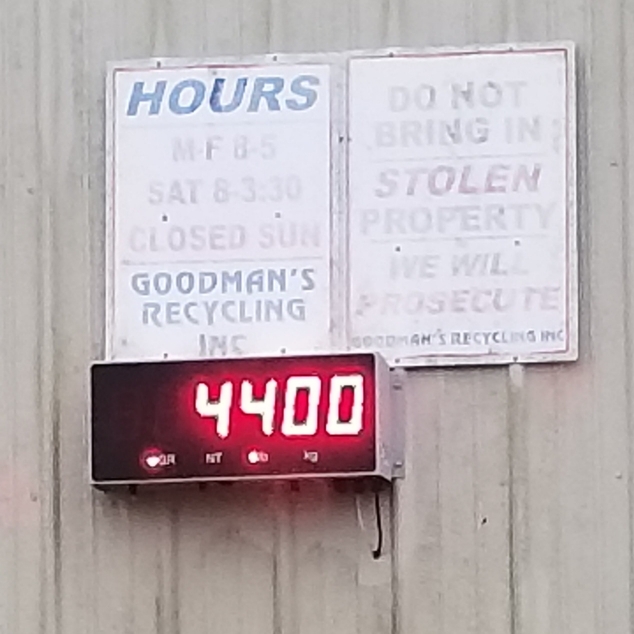 HOURS
M-F 8-5
SAT 8-3:30
CLOSED SUN
GOODMAN'S
RECYCLING
INC
DO NOT
BRING IN
STOLEN
PROPERTY
WE WILL
PROSECUTE
GOODMAN'S RECYCLING INC
4400
GR NT lb kg